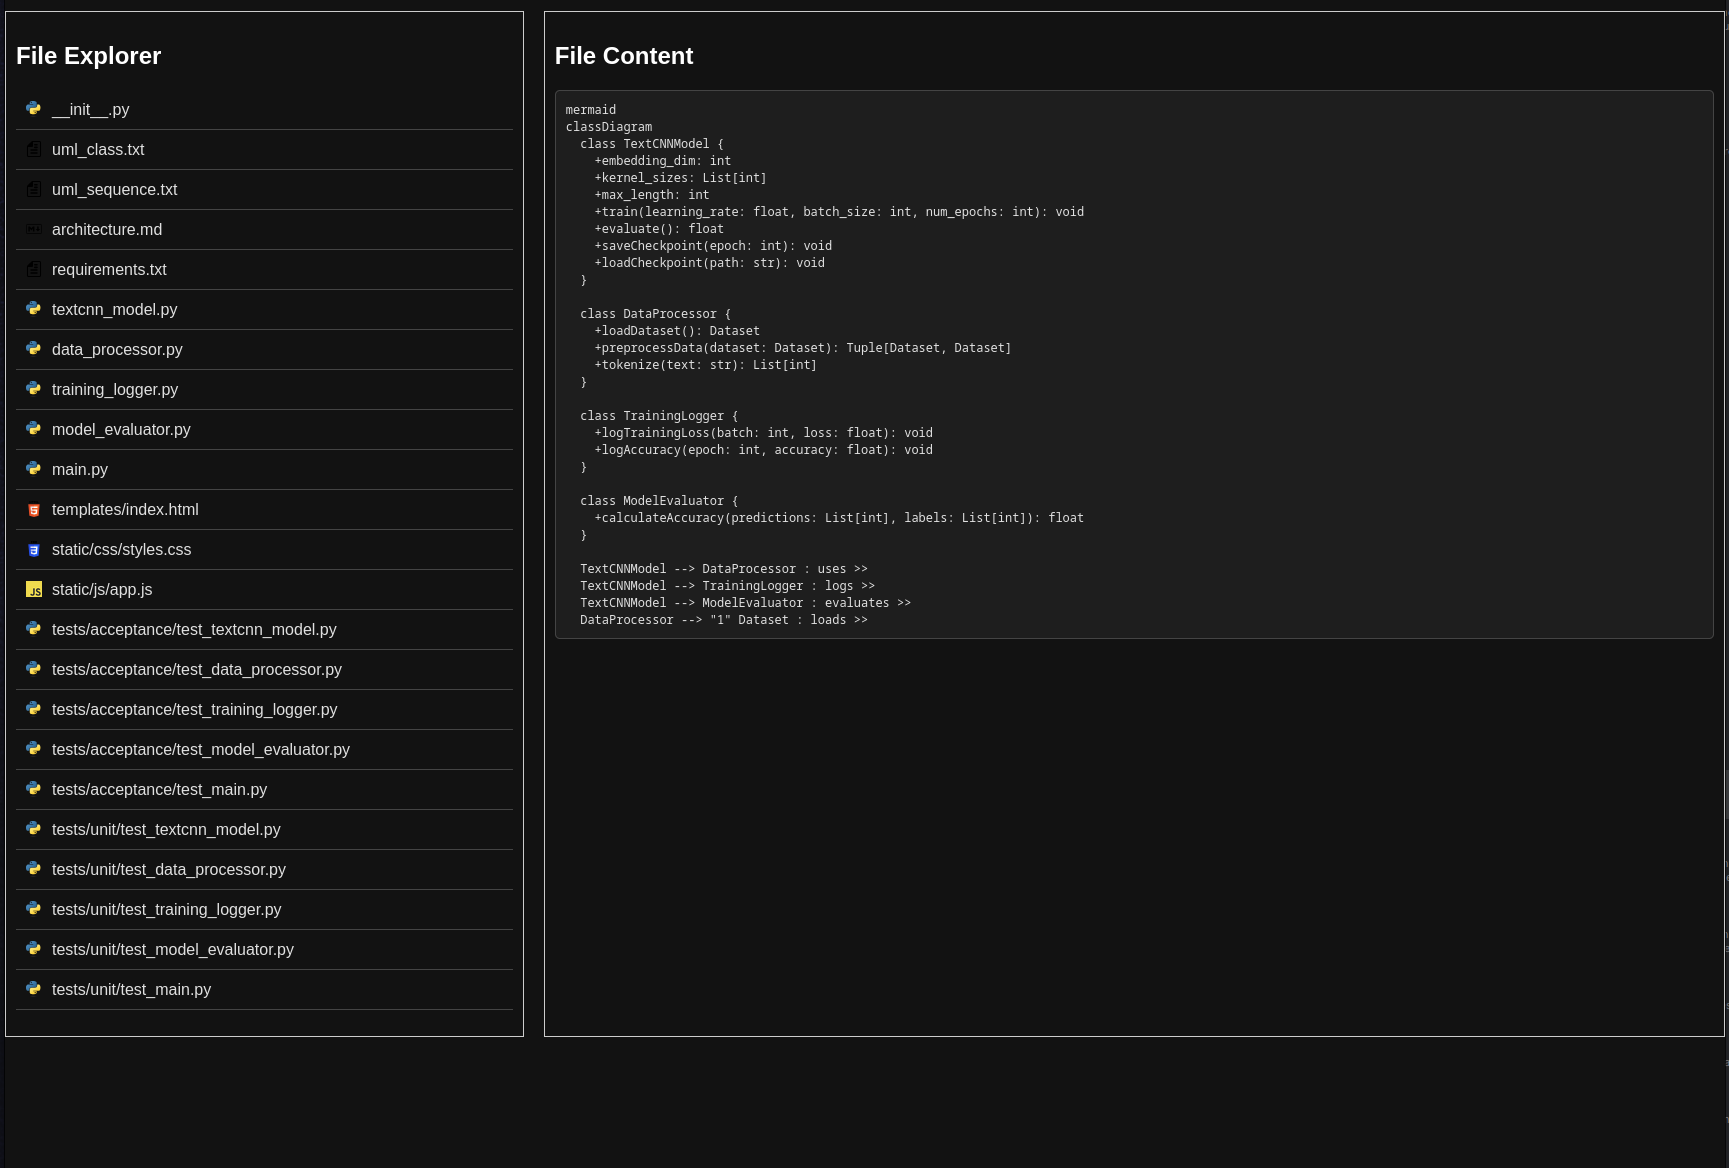 File Explorer
__init__.py
uml_class.txt
uml_sequence.txt
architecture.md
requirements.txt
textcnn_model.py
data_processor.py
training_logger.py
model_evaluator.py
main.py
templates/index.html
static/css/styles.css
static/js/app.js
tests/acceptance/test_textcnn_model.py
tests/acceptance/test_data_processor.py
tests/acceptance/test_training_logger.py
tests/acceptance/test_model_evaluator.py
tests/acceptance/test_main.py
tests/unit/test_textcnn_model.py
tests/unit/test_data_processor.py
tests/unit/test_training_logger.py
tests/unit/test_model_evaluator.py
tests/unit/test_main.py
File Content
mermaid
classDiagram
  class TextCNNModel {
    +embedding_dim: int
    +kernel_sizes: List[int]
    +max_length: int
    +train(learning_rate: float, batch_size: int, num_epochs: int): void
    +evaluate(): float
    +saveCheckpoint(epoch: int): void
    +loadCheckpoint(path: str): void
  }
  class DataProcessor {
    +loadDataset(): Dataset
    +preprocessData(dataset: Dataset): Tuple[Dataset, Dataset]
    +tokenize(text: str): List[int]
  }
  class TrainingLogger {
    +logTrainingLoss(batch: int, loss: float): void
    +logAccuracy(epoch: int, accuracy: float): void
  }
  class ModelEvaluator {
    +calculateAccuracy(predictions: List[int], labels: List[int]): float
  }
  TextCNNModel --> DataProcessor : uses >>
  TextCNNModel --> TrainingLogger : logs >>
  TextCNNModel --> ModelEvaluator : evaluates >>
  DataProcessor --> "1" Dataset : loads >>